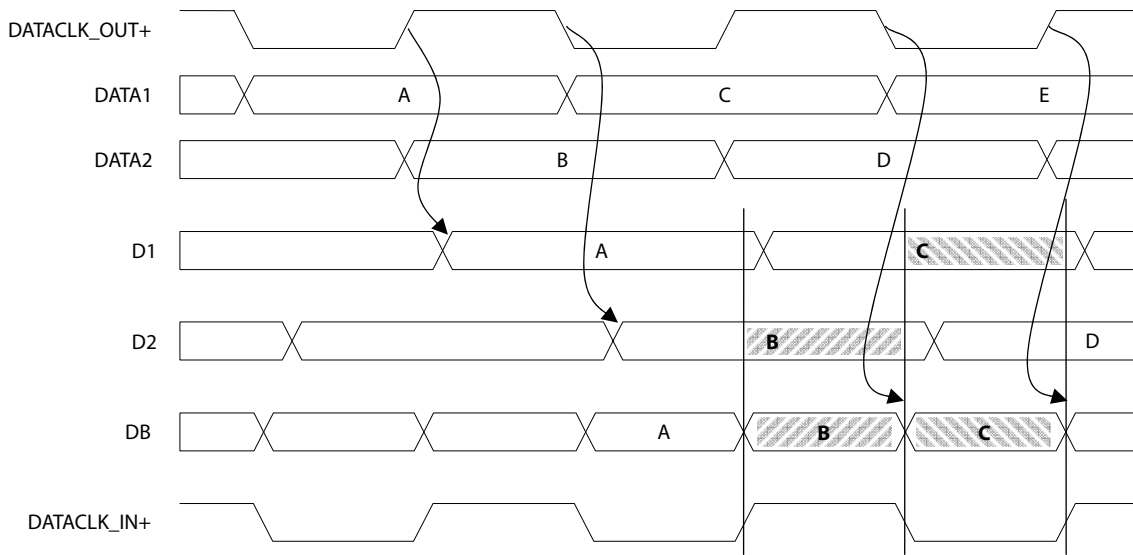 DATACLK_OUT+
DATA1 A C E
DATA2 B D
D1 A C
D2 B D
DB A B C
DATACLK_IN+